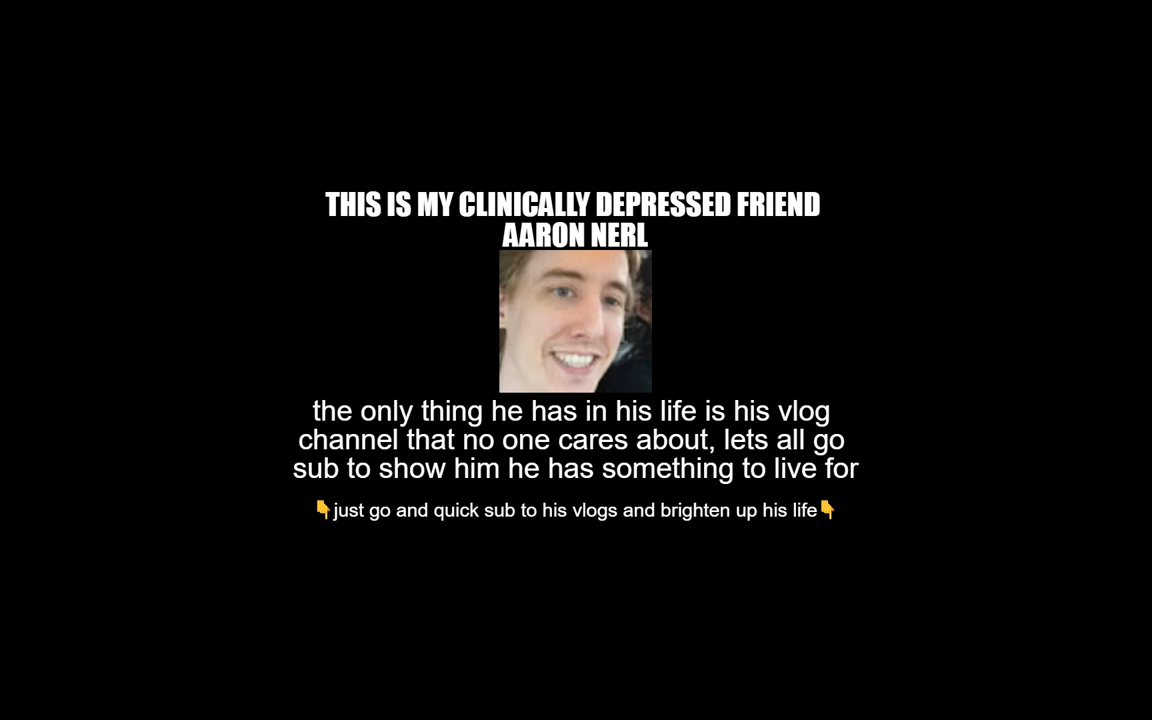 THIS IS MY CLINICALLY DEPRESSED FRIEND
AARON NERL
the only thing he has in his life is his vlog
channel that no one cares about, lets all go
sub to show him he has something to live for
👇just go and quick sub to his vlogs and brighten up his life👇